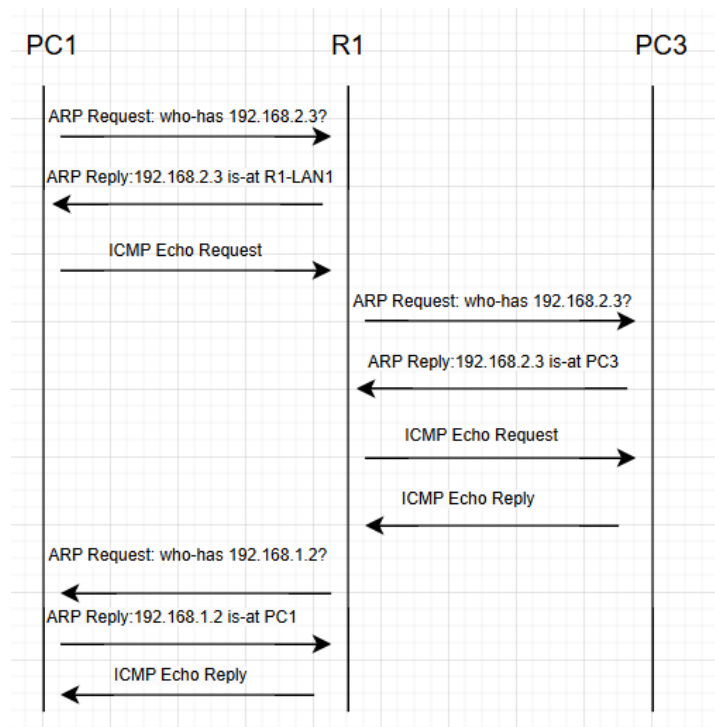 PC1 R1 PC3
ARP Request: who-has 192.168.2.3?
ARP Reply:192.168.2.3 is-at R1-LAN1
ICMP Echo Request
ARP Request: who-has 192.168.2.3?
ARP Reply:192.168.2.3 is-at PC3
ICMP Echo Request
ICMP Echo Reply
ARP Request: who-has 192.168.1.2?
ARP Reply:192.168.1.2 is-at PC1
ICMP Echo Reply